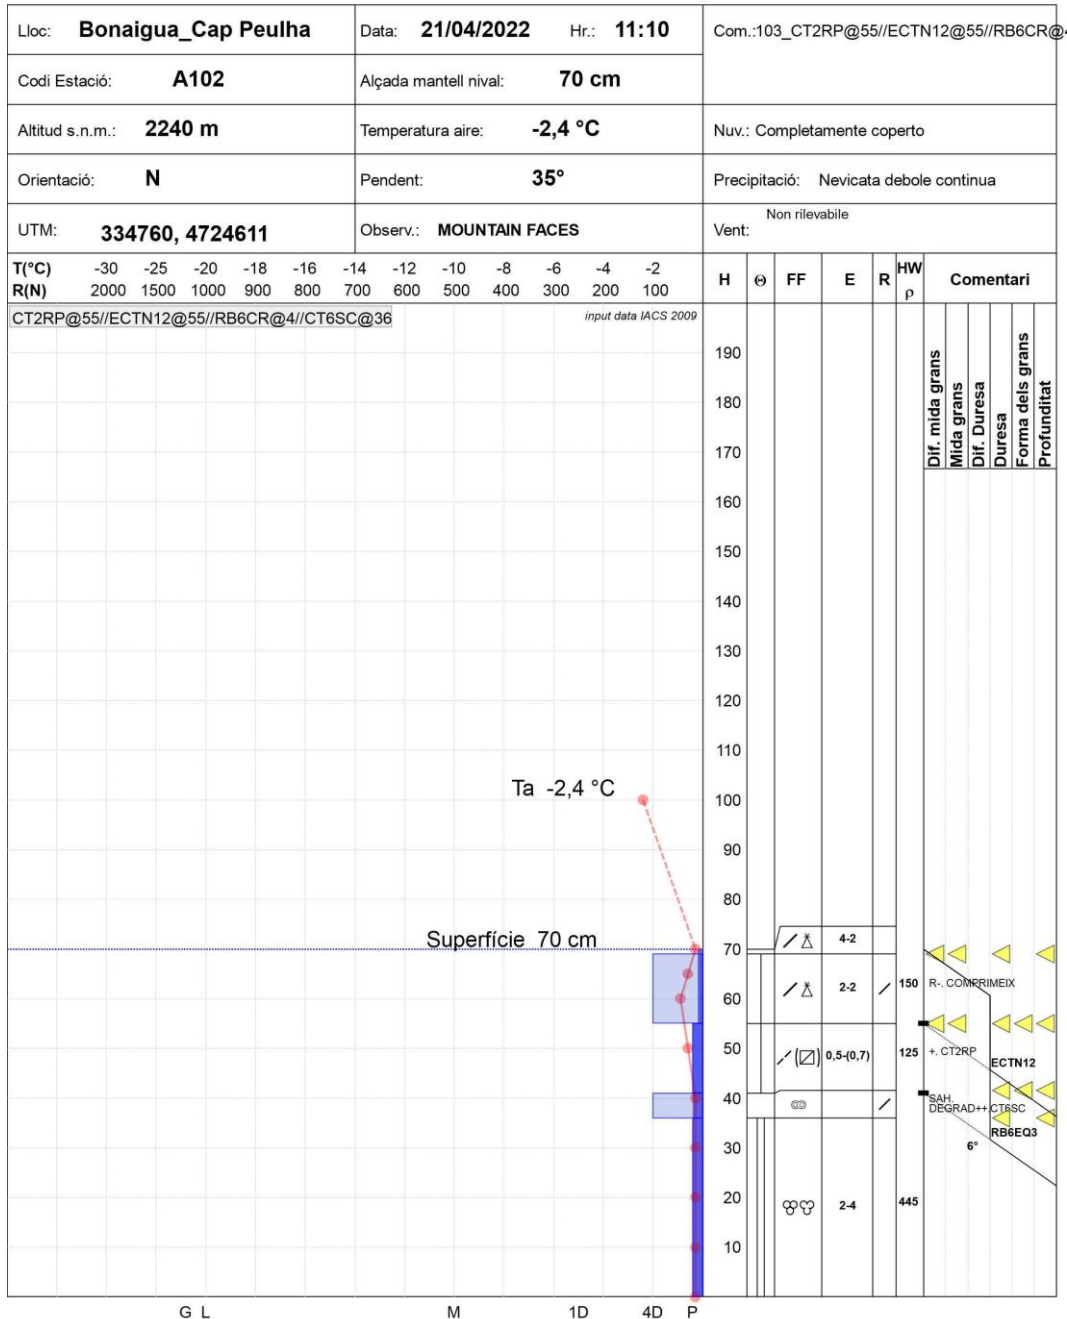 Lloc: Bonaigua_Cap Peulha Data: 21/04/2022 Hr.: 11:10 Com.:103_CT2RP@55//ECTN12@55//RB6CR@4
Codi Estació: A102 Alçada mantell nival: 70 cm
Altitud s.n.m.: 2240 m Temperatura aire: -2,4 °C Nuv.: Completamente coperto
Orientació: N Pendent: 35° Precipitació: Nevicata debole continua
UTM: 334760, 4724611 Observ.: MOUNTAIN FACES Vent: Non rilevabile
T(°C) -30 -25 -20 -18 -16 -14 -12 -10 -8 -6 -4 -2
R(N) 2000 1500 1000 900 800 700 600 500 400 300 200 100
H Θ FF E R HW ρ Comentari
CT2RP@55//ECTN12@55//RB6CR@4//CT6SC@36 input data IACS 2009
Dif. mida grans
Mida grans
Dif. Duresa
Duresa
Forma dels grans
Profunditat
190
180
170
160
150
140
130
120
110
Ta -2,4 °C 100
90
80
4-2
Superfície 70 cm 70
2-2 150 R-. COMPRIMEIX
60
50 0,5-(0,7) 125 +. CT2RP
ECTN12
40
SAH.
DEGRAD++.CT6SC
RB6EQ3
30 6°
20 2-4 445
10
G L M 1D 4D P